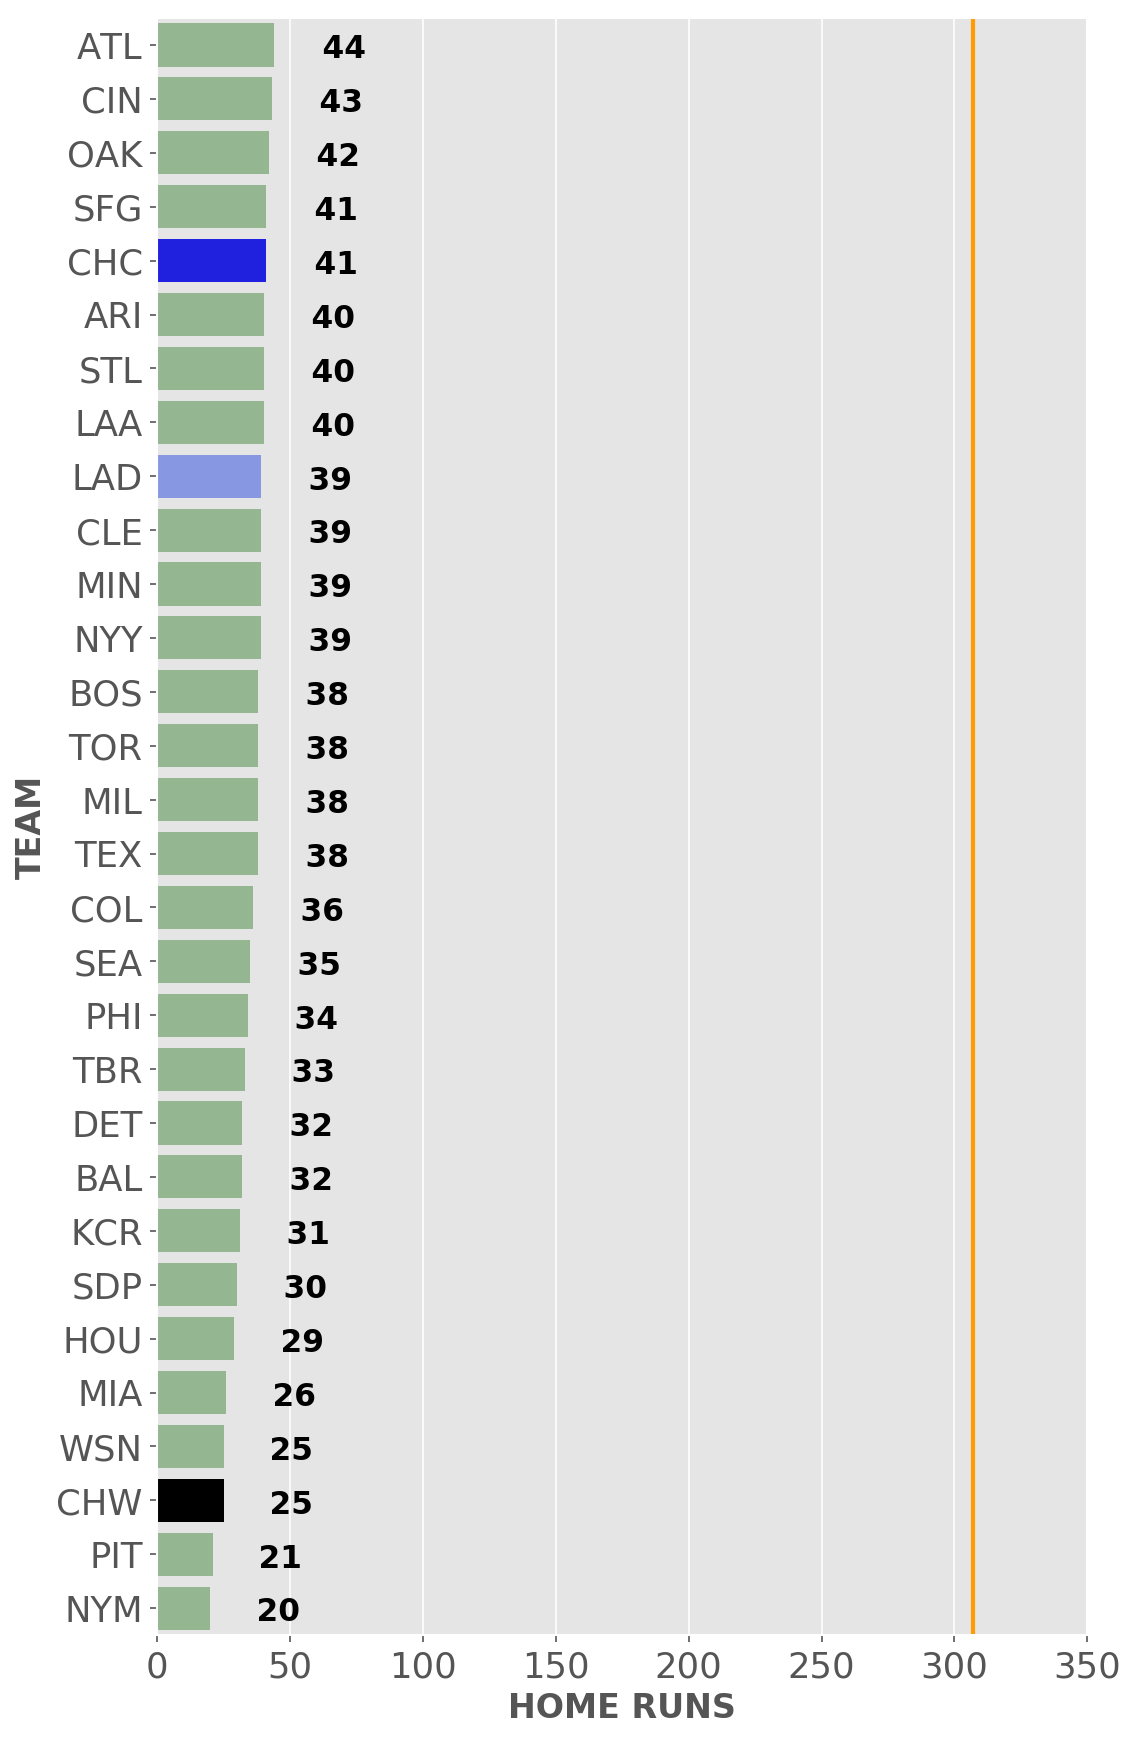 ATL 44
CIN 43
OAK 42
SFG 41
CHC 41
ARI 40
STL 40
LAA 40
LAD 39
CLE 39
MIN 39
NYY 39
BOS 38
TOR 38
MIL 38
TEX 38
COL 36
SEA 35
PHI 34
TBR 33
DET 32
BAL 32
KCR 31
SDP 30
HOU 29
MIA 26
WSN 25
CHW 25
PIT 21
NYM 20
TEAM
0 50 100 150 200 250 300 350
HOME RUNS